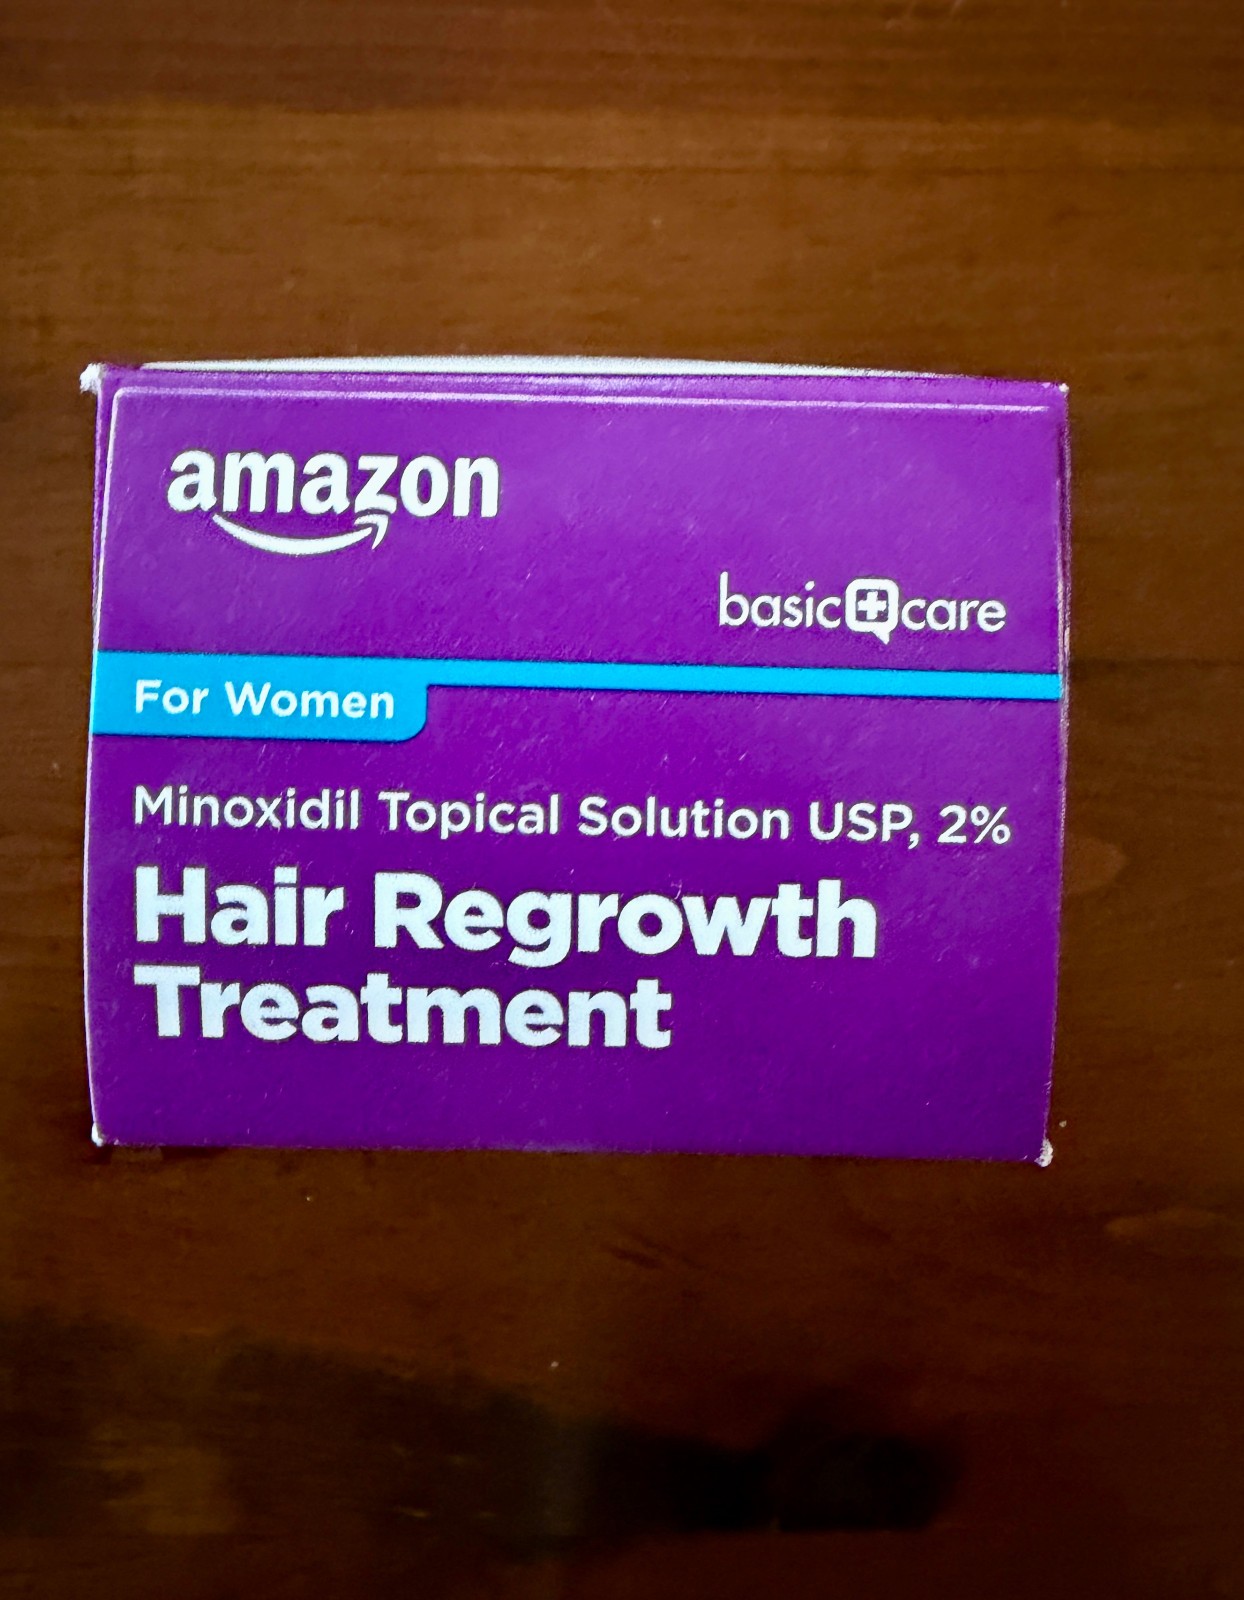 amazon
basic care
For Women
Minoxidil Topical Solution USP, 2%
Hair Regrowth
Treatment